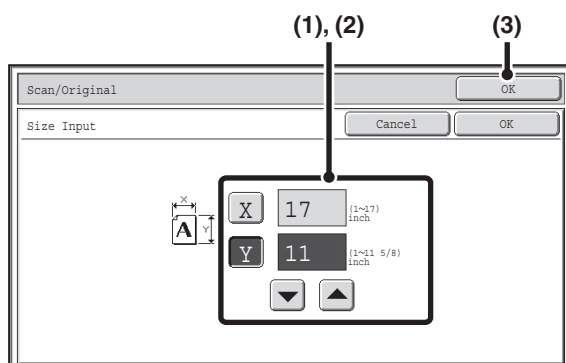 (1), (2)
(3)
Scan/Original
OK
Size Input
Cancel
OK
X
A
Y
X
17
(1~17)
inch
Y
11
(1~11 5/8)
inch